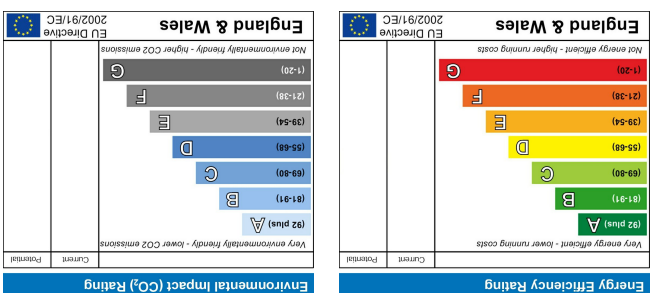 Energy Efficiency Rating
Current Potential
Very energy efficient - lower running costs
(92 plus) A
(81-91) B
(69-80) C
(55-68) D
(39-54) E
(21-38) F
(1-20) G
Not energy efficient - higher running costs
England & Wales
EU Directive
2002/91/EC
Environmental Impact (CO₂) Rating
Current Potential
Very environmentally friendly - lower CO2 emissions
(92 plus) A
(81-91) B
(69-80) C
(55-68) D
(39-54) E
(21-38) F
(1-20) G
Not environmentally friendly - higher CO2 emissions
England & Wales
EU Directive
2002/91/EC